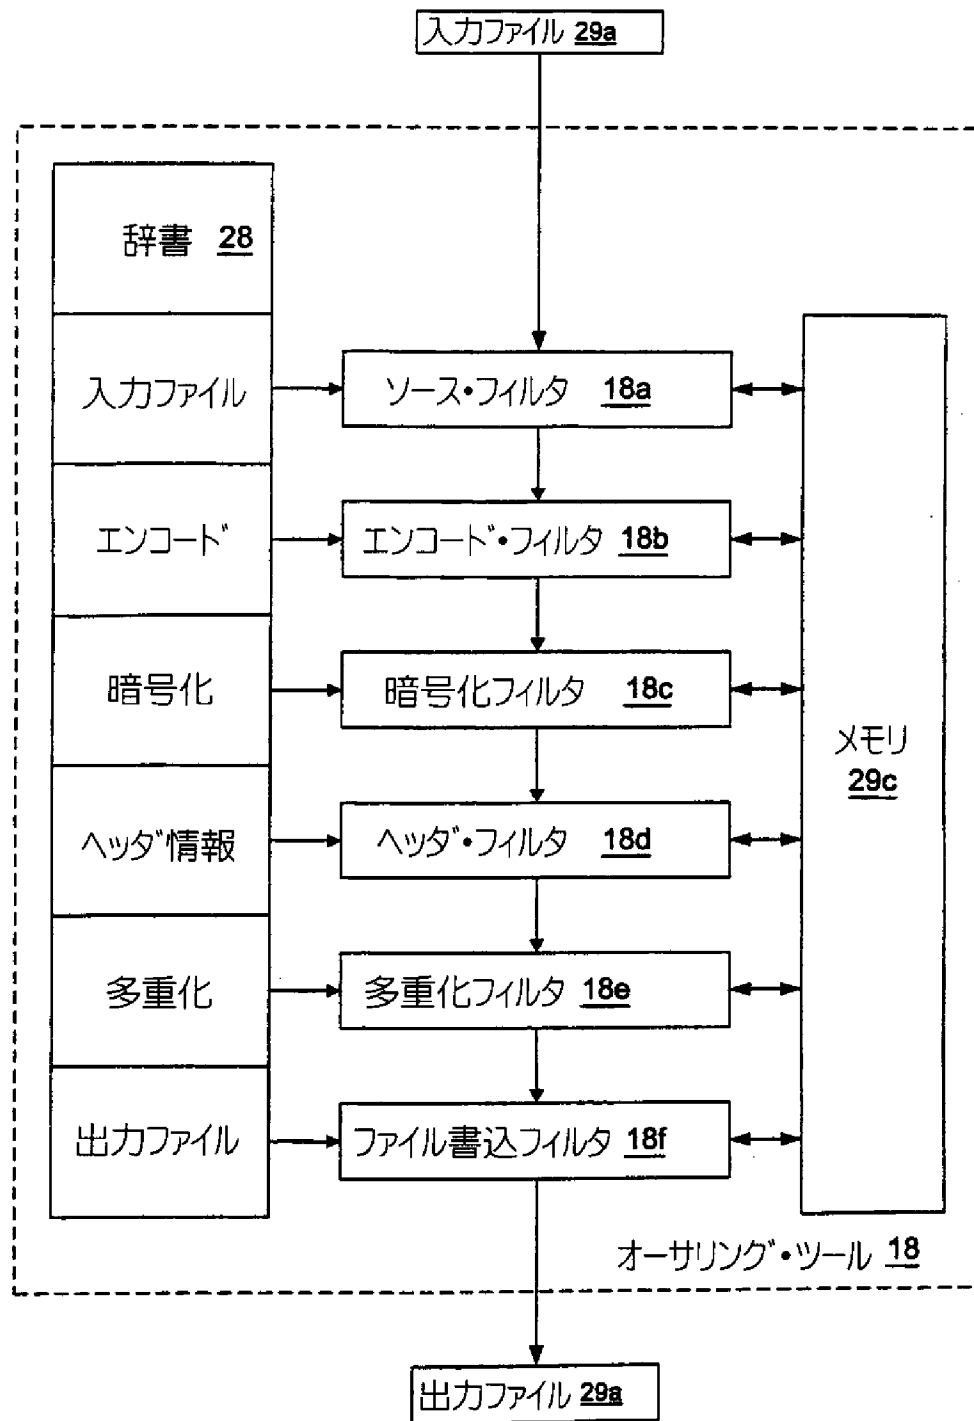 入力ファイル 29a
辞書 28
入力ファイル
ソース・フィルタ 18a
エンコード
エンコード・フィルタ 18b
暗号化
暗号化フィルタ 18c
メモリ
29c
ヘッダ情報
ヘッダ・フィルタ 18d
多重化
多重化フィルタ 18e
出力ファイル
ファイル書込フィルタ 18f
オーサリング・ツール 18
出力ファイル 29a